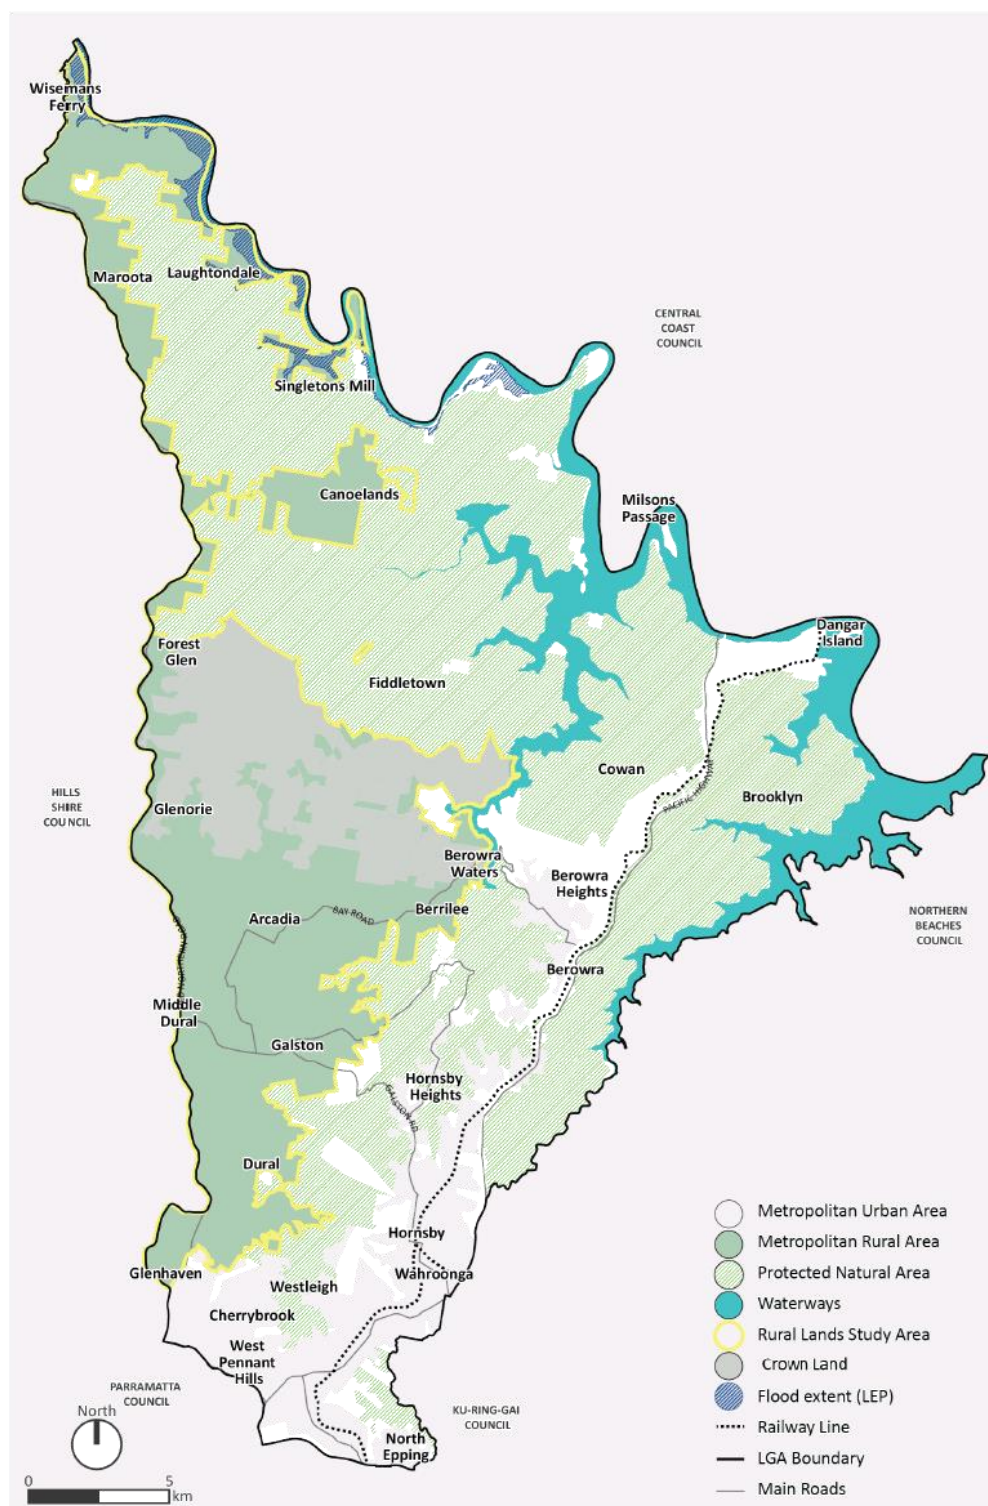 Wisemans
Ferry
Maroota
Laughtondale
CENTRAL
COAST
COUNCIL
Singletons Mill
Canoelands
Milsons
Passage
Dangar
Island
Forest
Glen
Fiddletown
Cowan
HILLS
SHIRE
COUNCIL
Glenorie
PACIFIC HIGHWAY
Brooklyn
Berowra
Waters
Berowra
Heights
Arcadia
BAY ROAD
Berrilee
NORTHERN
BEACHES
COUNCIL
Berowra
Middle
Dural
Galston
Hornsby
Heights
GALSTON RD
Dural
Hornsby
Glenhaven
Wahroonga
Westleigh
Cherrybrook
West
Pennant
Hills
PARRAMATTA
COUNCIL
KU-RING-GAI
COUNCIL
North
Epping
North
0
5
km
Metropolitan Urban Area
Metropolitan Rural Area
Protected Natural Area
Waterways
Rural Lands Study Area
Crown Land
Flood extent (LEP)
Railway Line
LGA Boundary
Main Roads